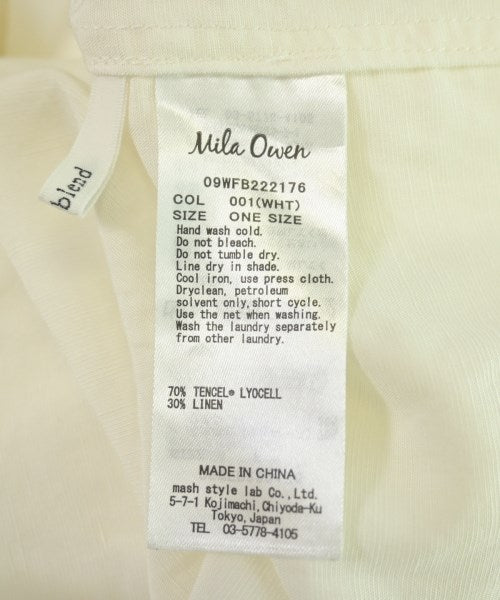 blend
Mila Owen
09WFB222176
COL 001(WHT)
SIZE ONE SIZE
Hand wash cold.
Do not bleach.
Do not tumble dry.
Line dry in shade.
Cool iron, use press cloth.
Dryclean, petroleum
solvent only, short cycle.
Use the net when washing.
Wash the laundry separately
from other laundry.
70% TENCEL® LYOCELL
30% LINEN
MADE IN CHINA
mash style lab Co.,Ltd.
5-7-1 Kojimachi,Chiyoda-Ku
Tokyo,Japan
TEL 03-5778-4105